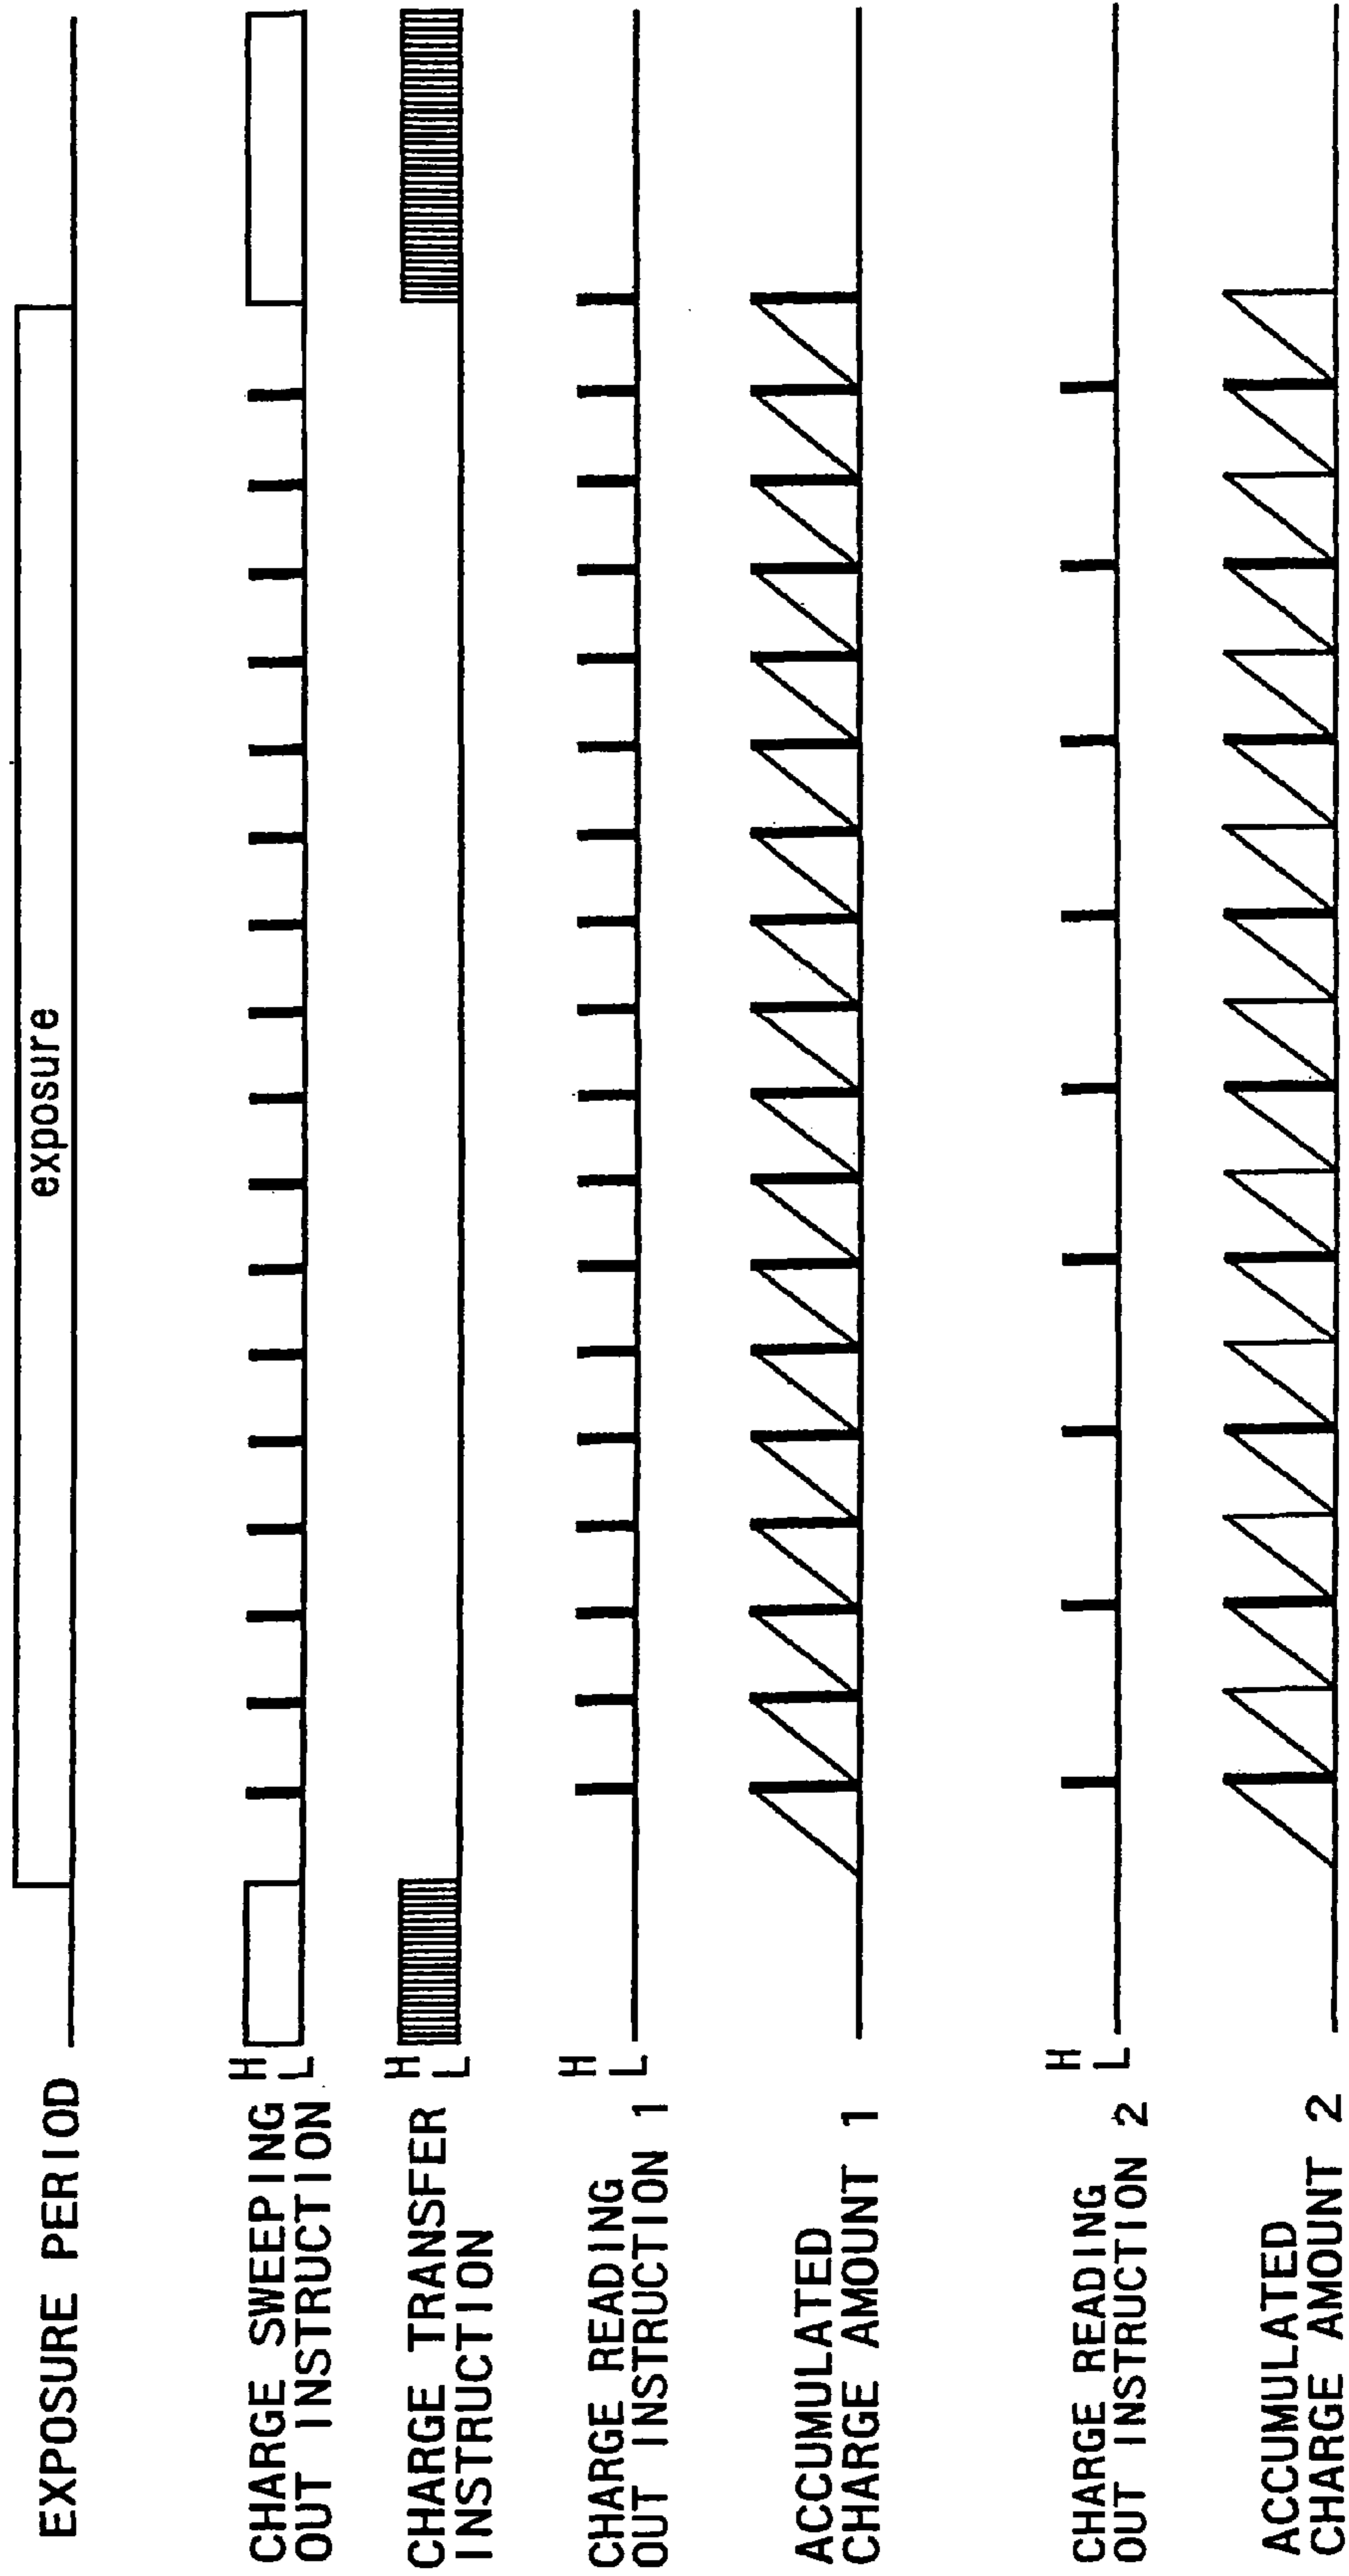 EXPOSURE PERIOD
exposure
CHARGE SWEEPING
OUT INSTRUCTION
H
L
CHARGE TRANSFER
INSTRUCTION
H
L
CHARGE READING
OUT INSTRUCTION 1
H
L
ACCUMULATED
CHARGE AMOUNT 1
CHARGE READING
OUT INSTRUCTION 2
H
L
ACCUMULATED
CHARGE AMOUNT 2